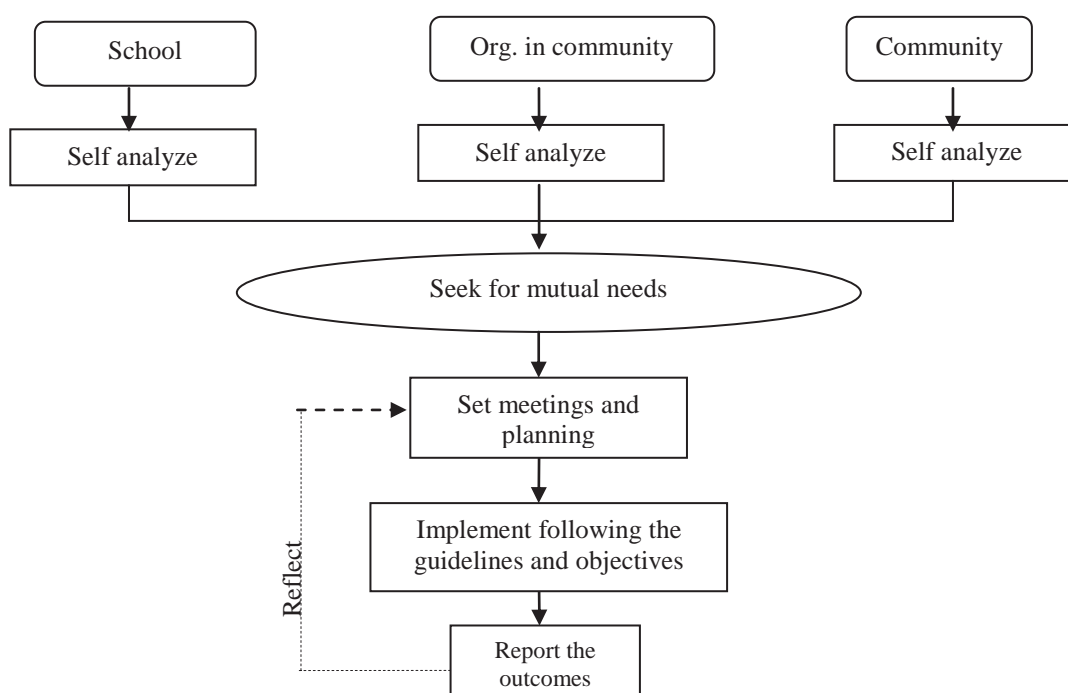 School
Org. in community
Community
Self analyze
Self analyze
Self analyze
Seek for mutual needs
Set meetings and
planning
Implement following the
guidelines and objectives
Reflect
Report the
outcomes